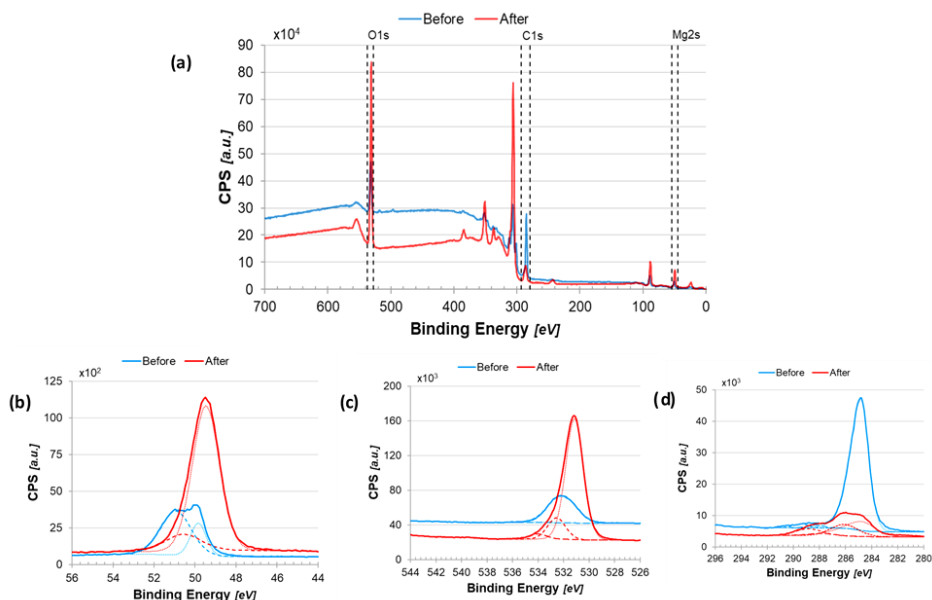 Before After
x10⁴ O1s C1s Mg2s
(a)
90
80
70
60
50
40
30
20
10
0
CPS [a.u.]
700 600 500 400 300 200 100 0
Binding Energy [eV]
Before After
x10²
(b)
125
100
75
50
25
0
CPS [a.u.]
56 54 52 50 48 46 44
Binding Energy [eV]
Before After
x10³
(c)
200
160
120
80
40
0
CPS [a.u.]
544 542 540 538 536 534 532 530 528 526
Binding Energy [eV]
Before After
x10³
(d)
50
40
30
20
10
0
CPS [a.u.]
296 294 292 290 288 286 284 282 280
Binding Energy [eV]